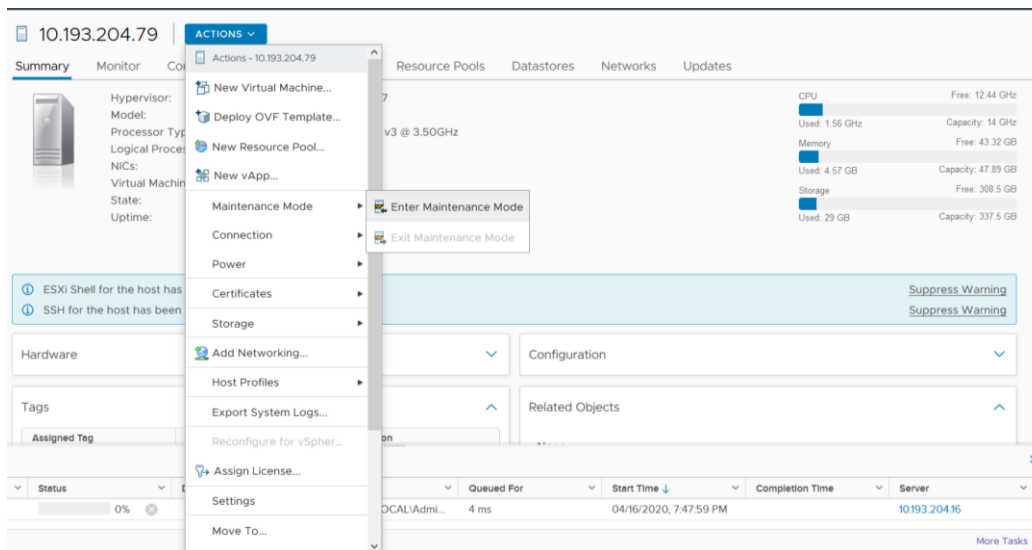 10.193.204.79
ACTIONS
Summary Monitor Resource Pools Datastores Networks Updates
Actions - 10.193.204.79
New Virtual Machine...
Deploy OVF Template...
New Resource Pool...
New vApp...
Maintenance Mode
Connection
Power
Certificates
Storage
Add Networking...
Host Profiles
Export System Logs...
Reconfigure for vSpher...
Assign License...
Settings
Move To...
Enter Maintenance Mode
Exit Maintenance Mode
Hypervisor: 7
Model:
Processor Typ v3 @ 3.50GHz
Logical Proces
NICs:
Virtual Machin
State:
Uptime:
CPU Free: 12.44 GHz
Used: 1.56 GHz Capacity: 14 GHz
Memory Free: 43.32 GB
Used: 4.57 GB Capacity: 47.89 GB
Storage Free: 308.5 GB
Used: 29 GB Capacity: 337.5 GB
ESXi Shell for the host has Suppress Warning
SSH for the host has been Suppress Warning
Hardware Configuration
Tags Related Objects
Assigned Tag
Status Queued For Start Time Completion Time Server
0% OCAL\Admi... 4 ms 04/16/2020, 7:47:59 PM 10.193.204.16
More Tasks